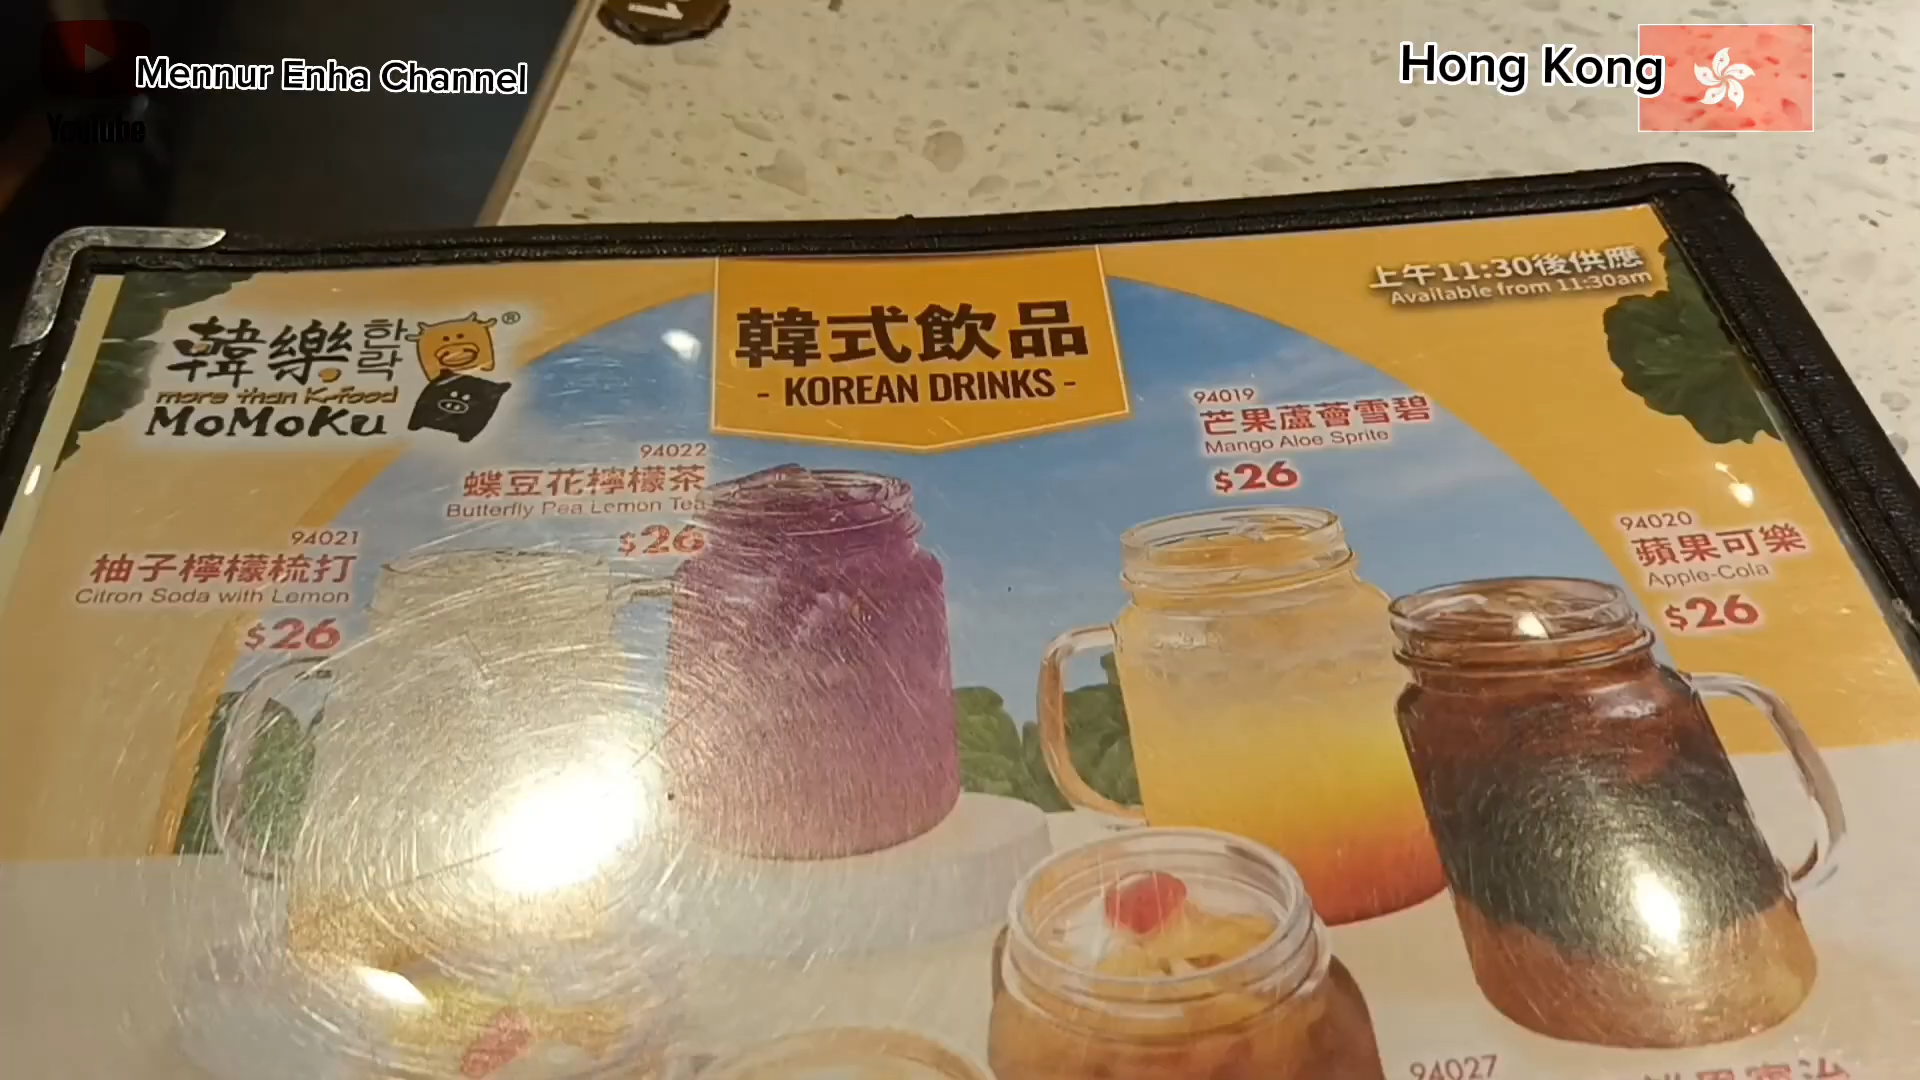 Mennur Enha Channel
YouTube
Hong Kong
韓樂 한락
more than K-food
MoMoKu
®
韓式飲品
- KOREAN DRINKS -
上午11:30後供應
Available from 11:30am
94019
芒果蘆薈雪碧
Mango Aloe Sprite
$26
94022
蝶豆花檸檬茶
Butterfly Pea Lemon Tea
$26
94020
蘋果可樂
Apple-Cola
$26
94021
柚子檸檬梳打
Citron Soda with Lemon
$26
94027